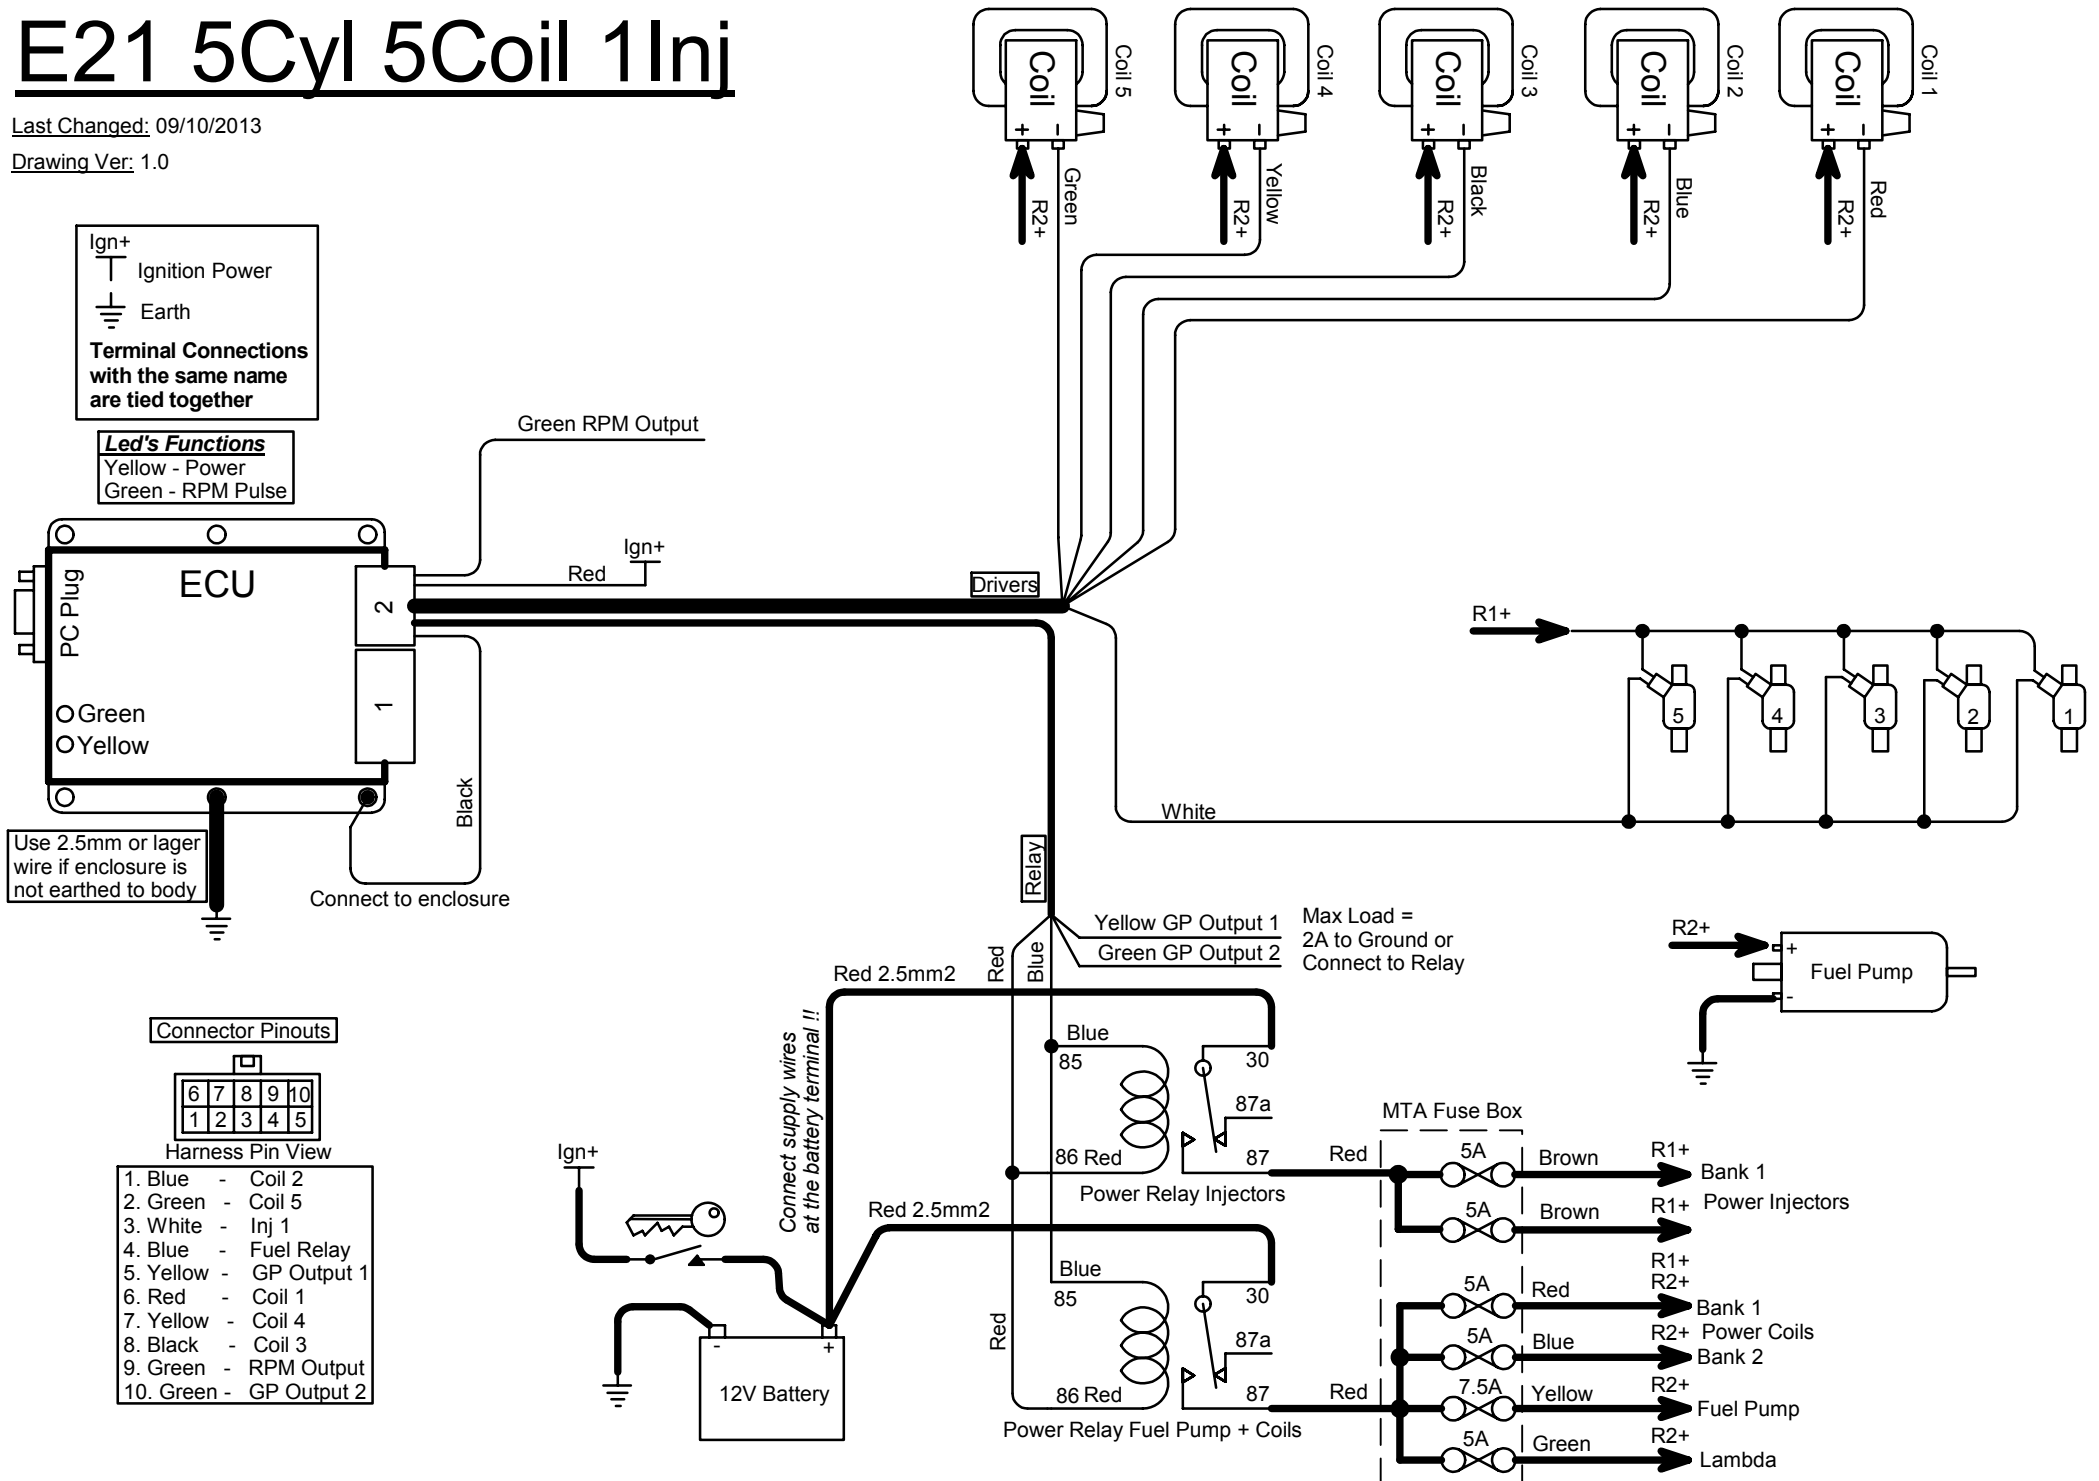 E21 5Cyl 5Coil 1Inj
Last Changed: 09/10/2013
Drawing Ver: 1.0
Coil
Coil 5
+ -
R2+
Green
Coil
Coil 4
+ -
R2+
Yellow
Coil
Coil 3
+ -
R2+
Black
Coil
Coil 2
+ -
R2+
Blue
Coil
Coil 1
+ -
R2+
Red
Ign+
Ignition Power
Earth
Terminal Connections
with the same name
are tied together
Led's Functions
Yellow - Power
Green - RPM Pulse
Green RPM Output
Ign+
Red
ECU
PC Plug
2
1
Green
Yellow
Black
Use 2.5mm or lager
wire if enclosure is
not earthed to body
Connect to enclosure
Drivers
R1+
5
4
3
2
1
White
Relay
Yellow GP Output 1
Green GP Output 2
Max Load =
2A to Ground or
Connect to Relay
R2+
+
-
Fuel Pump
Red
Blue
Red 2.5mm2
Connect supply wires
at the battery terminal !!
Blue
85
30
87a
86 Red
87
Power Relay Injectors
Red
Red 2.5mm2
Blue
85
30
87a
Red
86 Red
87
Power Relay Fuel Pump + Coils
Red
Connector Pinouts
6 7 8 9 10
1 2 3 4 5
Harness Pin View
1. Blue - Coil 2
2. Green - Coil 5
3. White - Inj 1
4. Blue - Fuel Relay
5. Yellow - GP Output 1
6. Red - Coil 1
7. Yellow - Coil 4
8. Black - Coil 3
9. Green - RPM Output
10. Green - GP Output 2
Ign+
- +
12V Battery
MTA Fuse Box
5A Brown R1+ Bank 1
Power Injectors
5A Brown R1+
R1+
5A Red R2+ Bank 1
Power Coils
5A Blue R2+ Bank 2
7.5A Yellow R2+ Fuel Pump
5A Green R2+ Lambda